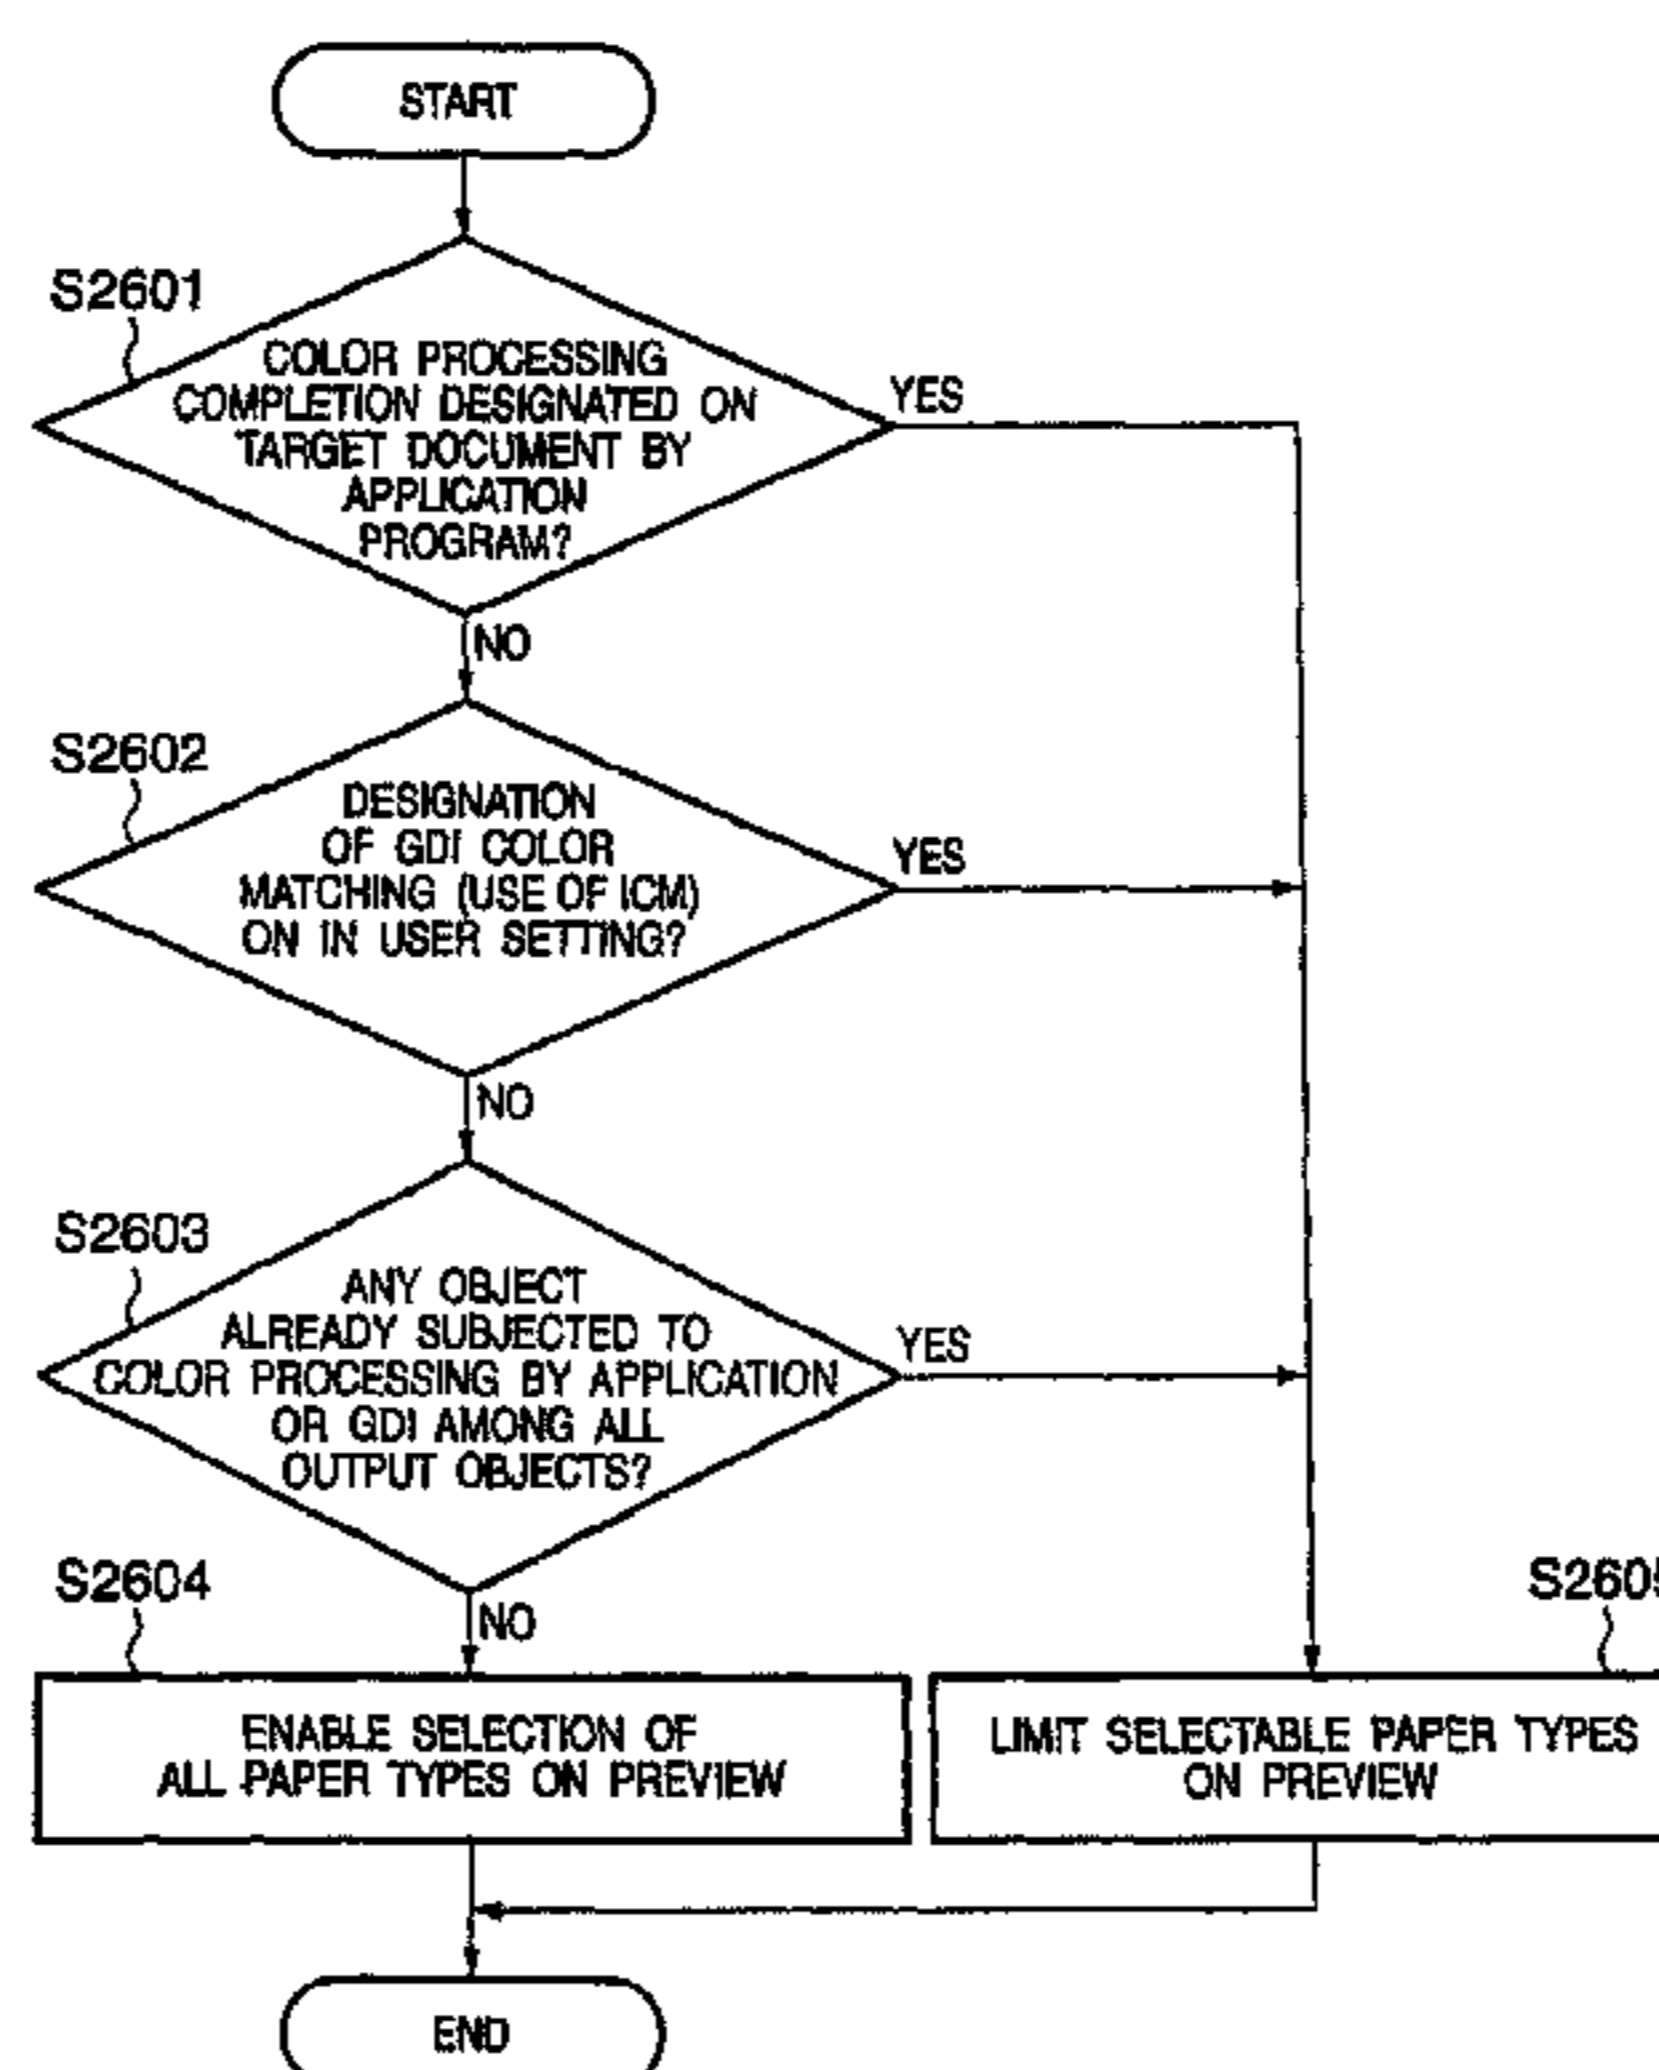 START
S2601
COLOR PROCESSING
COMPLETION DESIGNATED ON
TARGET DOCUMENT BY
APPLICATION
PROGRAM?
YES
NO
S2602
DESIGNATION
OF GDI COLOR
MATCHING (USE OF ICM)
ON IN USER SETTING?
YES
NO
S2603
ANY OBJECT
ALREADY SUBJECTED TO
COLOR PROCESSING BY APPLICATION
OR GDI AMONG ALL
OUTPUT OBJECTS?
YES
NO
S2604
ENABLE SELECTION OF
ALL PAPER TYPES ON PREVIEW
S2605
LIMIT SELECTABLE PAPER TYPES
ON PREVIEW
END